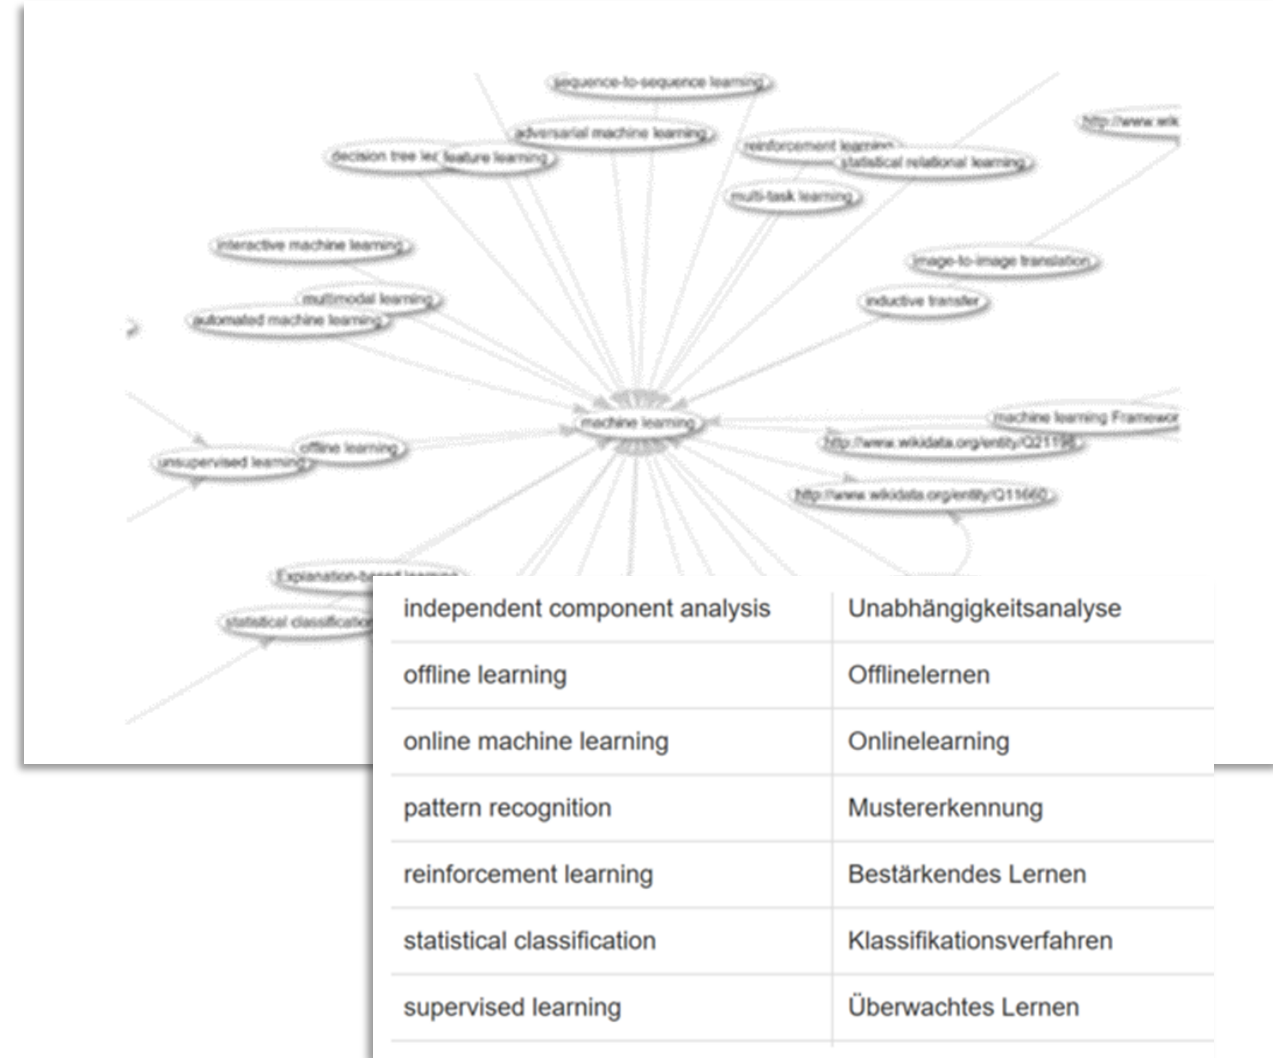 sequence-to-sequence learning
adversarial machine learning
http://www.wik
reinforcement learning
decision tree
feature learning
statistical relational learning
multi-task learning
interactive machine learning
image-to-image translation
multimodal learning
inductive transfer
automated machine learning
machine learning Framewor
machine learning
http://www.wikidata.org/entity/Q21198
offline learning
unsupervised learning
http://www.wikidata.org/entity/Q11660
Explanation-based learning
statistical classification
independent component analysis Unabhängigkeitsanalyse
offline learning Offlinelernen
online machine learning Onlinelearning
pattern recognition Mustererkennung
reinforcement learning Bestärkendes Lernen
statistical classification Klassifikationsverfahren
supervised learning Überwachtes Lernen